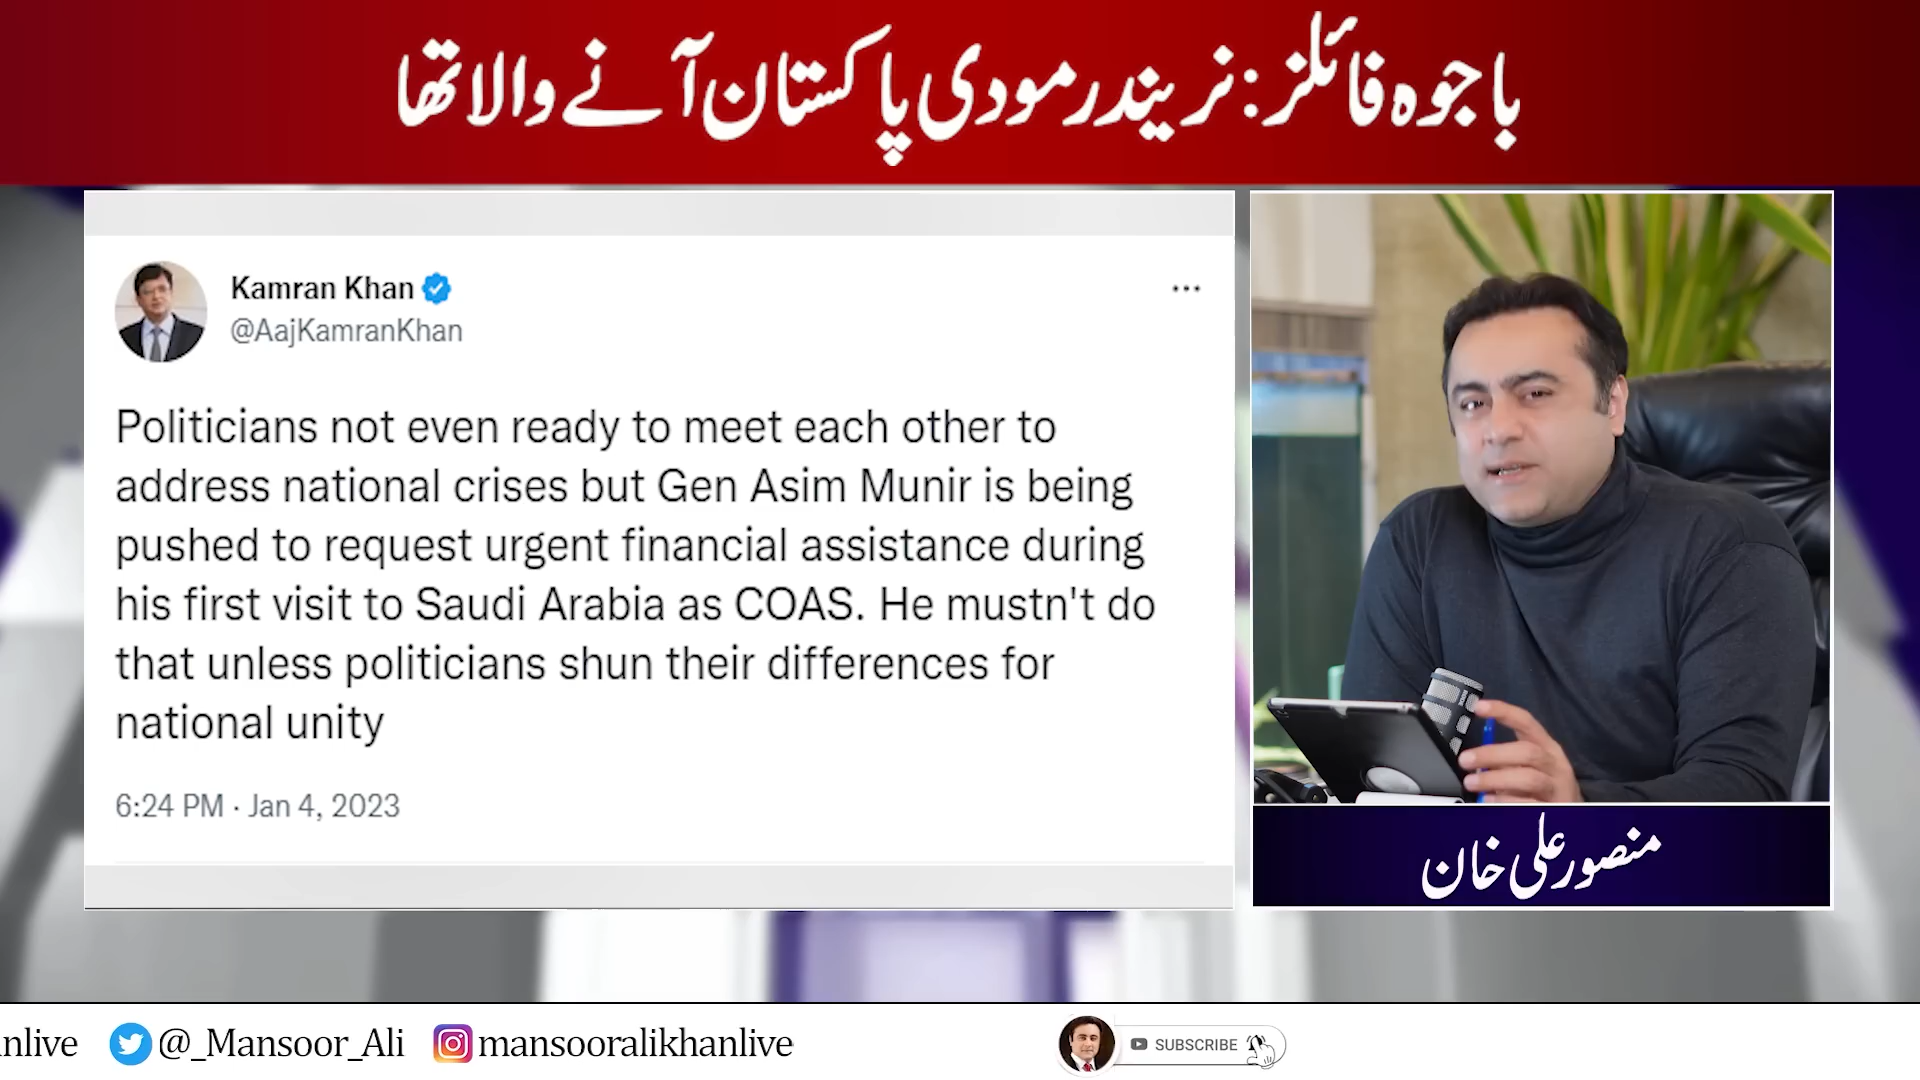 باجوہ فائلز: نریندر مودی پاکستان آنے والا تھا
Kamran Khan
@AajKamranKhan
Politicians not even ready to meet each other to
address national crises but Gen Asim Munir is being
pushed to request urgent financial assistance during
his first visit to Saudi Arabia as COAS. He mustn't do
that unless politicians shun their differences for
national unity
6:24 PM · Jan 4, 2023
منصور علی خان
nlive @_Mansoor_Ali mansooralikhanlive SUBSCRIBE